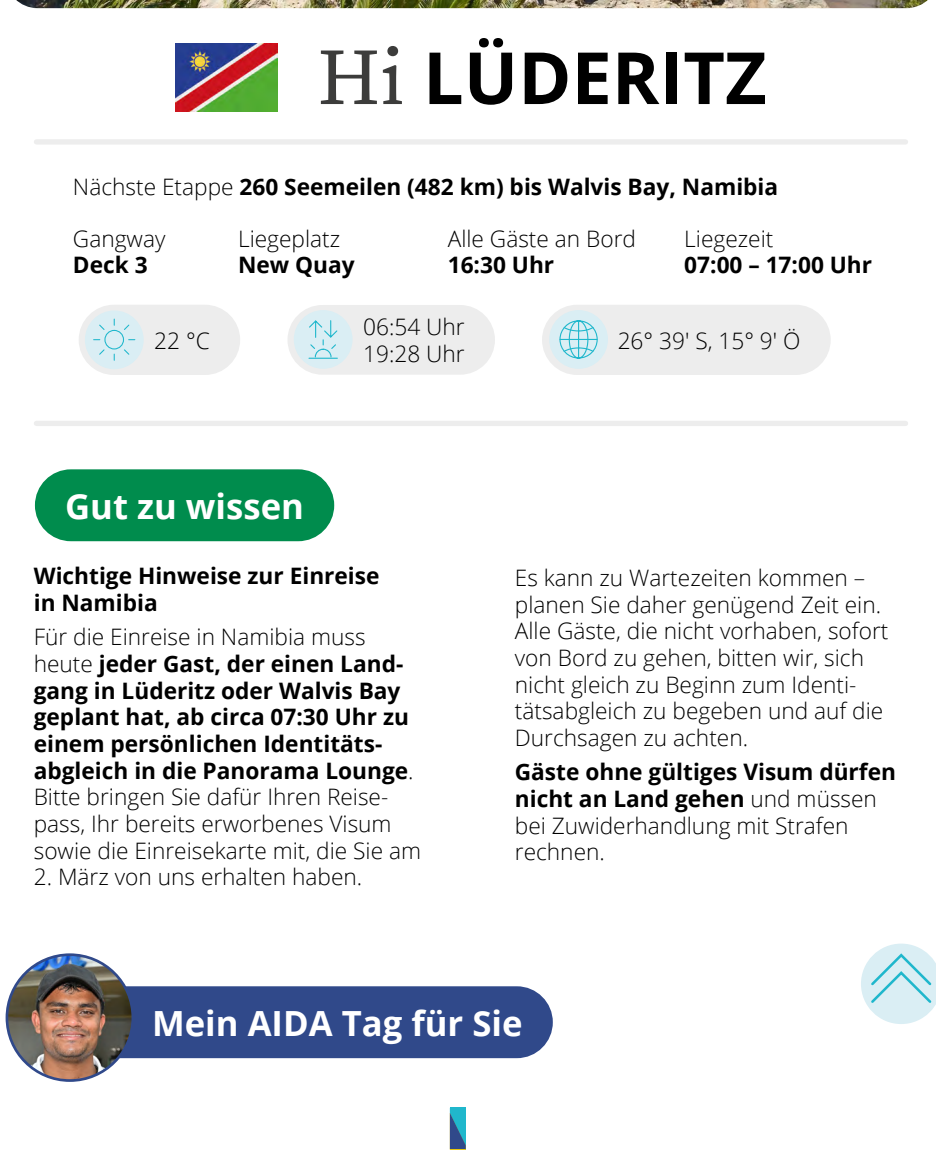 Hi LÜDERITZ
Nächste Etappe 260 Seemeilen (482 km) bis Walvis Bay, Namibia
Gangway
Deck 3
Liegeplatz
New Quay
Alle Gäste an Bord
16:30 Uhr
Liegezeit
07:00 – 17:00 Uhr
22 °C
06:54 Uhr
19:28 Uhr
26° 39' S, 15° 9' Ö
Gut zu wissen
Wichtige Hinweise zur Einreise
in Namibia
Für die Einreise in Namibia muss
heute jeder Gast, der einen Land-
gang in Lüderitz oder Walvis Bay
geplant hat, ab circa 07:30 Uhr zu
einem persönlichen Identitäts-
abgleich in die Panorama Lounge.
Bitte bringen Sie dafür Ihren Reise-
pass, Ihr bereits erworbenes Visum
sowie die Einreisekarte mit, die Sie am
2. März von uns erhalten haben.
Es kann zu Wartezeiten kommen –
planen Sie daher genügend Zeit ein.
Alle Gäste, die nicht vorhaben, sofort
von Bord zu gehen, bitten wir, sich
nicht gleich zu Beginn zum Identi-
tätsabgleich zu begeben und auf die
Durchsagen zu achten.
Gäste ohne gültiges Visum dürfen
nicht an Land gehen und müssen
bei Zuwiderhandlung mit Strafen
rechnen.
Mein AIDA Tag für Sie